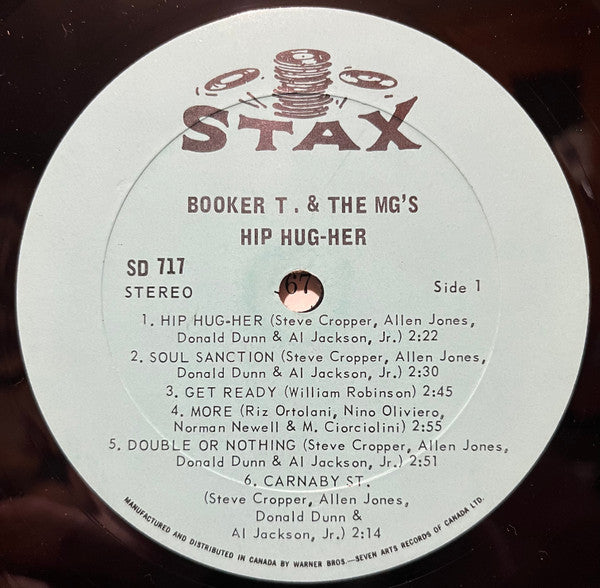 STAX
BOOKER T. & THE MG'S
HIP HUG-HER
SD 717
STEREO
67
Side 1
1. HIP HUG-HER (Steve Cropper, Allen Jones,
Donald Dunn & Al Jackson, Jr.) 2:22
2. SOUL SANCTION (Steve Cropper, Allen Jones,
Donald Dunn & Al Jackson, Jr.) 2:30
3. GET READY (William Robinson) 2:45
4. MORE (Riz Ortolani, Nino Oliviero,
Norman Newell & M. Ciorciolini) 2:55
5. DOUBLE OR NOTHING (Steve Cropper, Allen Jones,
Donald Dunn & Al Jackson, Jr.) 2:51
6. CARNABY ST.
(Steve Cropper, Allen Jones,
Donald Dunn &
Al Jackson, Jr.) 2:14
MANUFACTURED AND DISTRIBUTED IN CANADA BY WARNER BROS.—SEVEN ARTS RECORDS OF CANADA LTD.